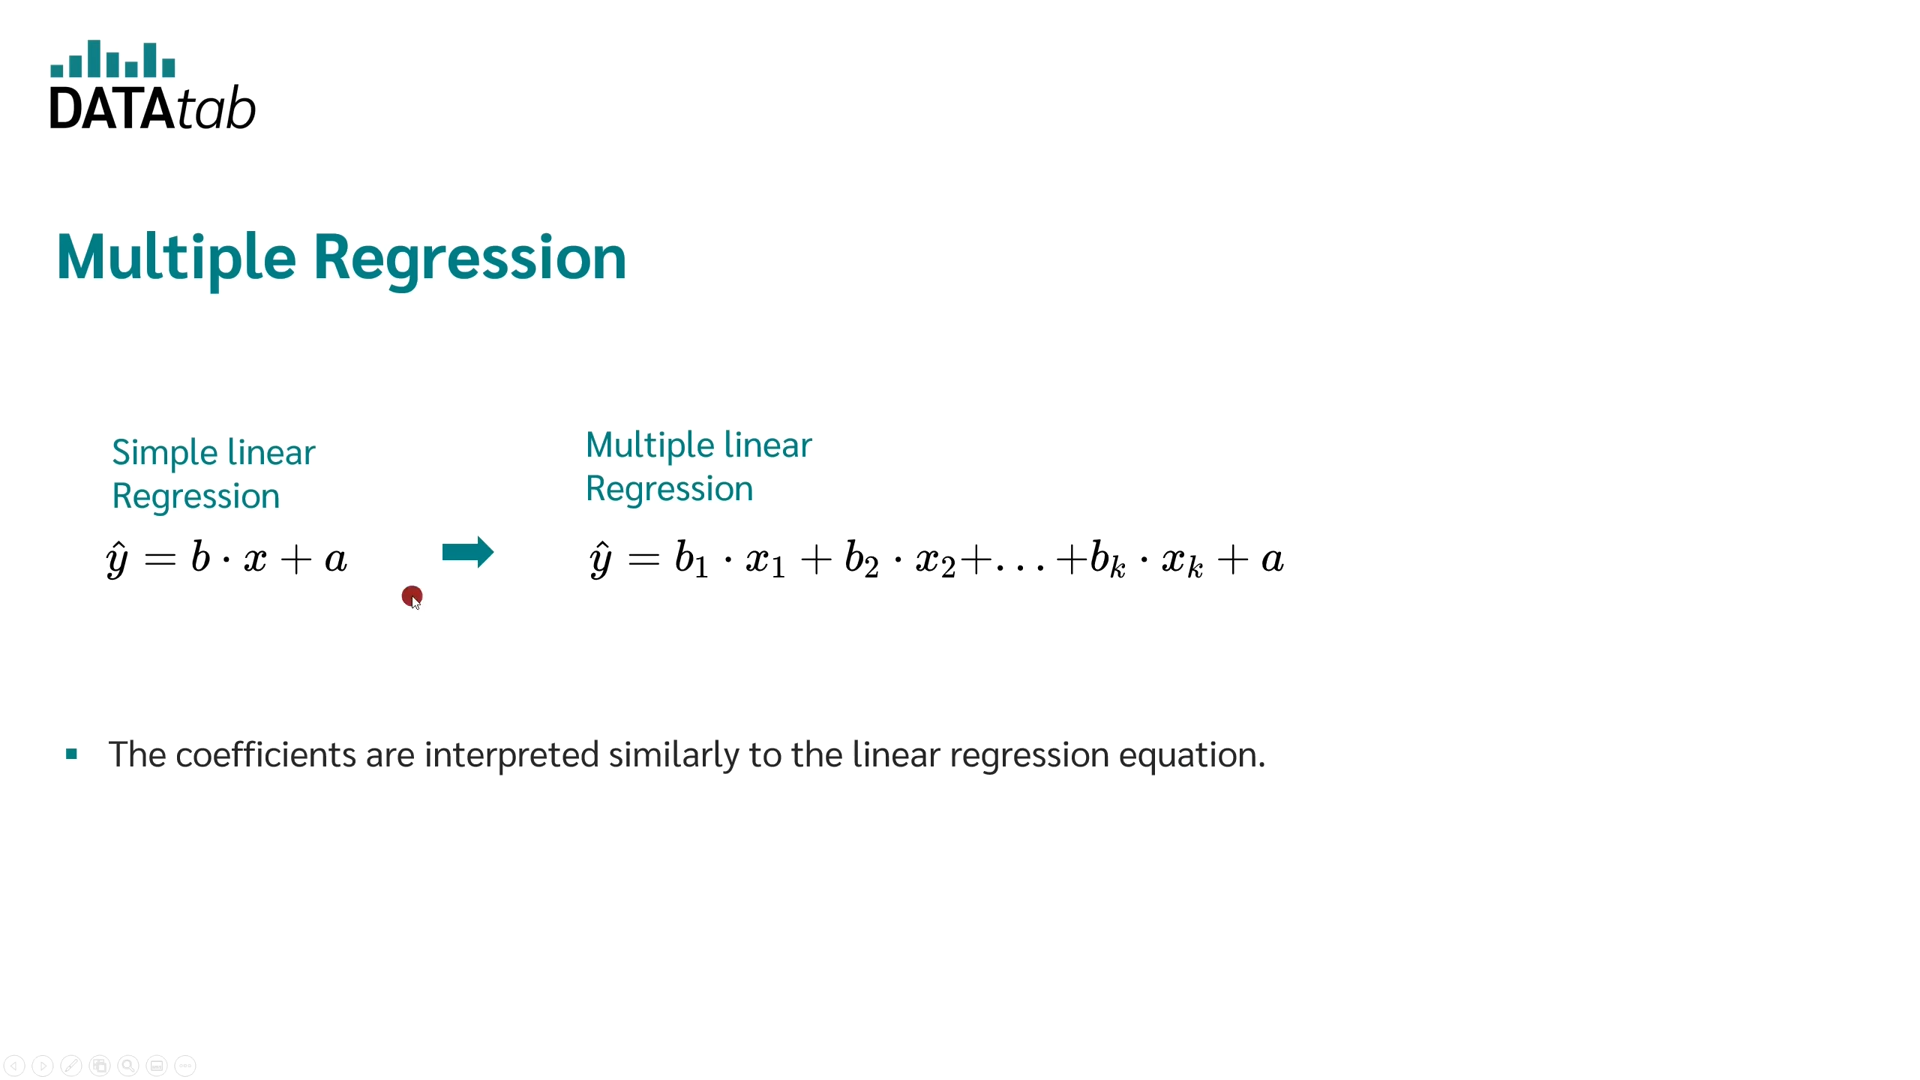 DATAtab
Multiple Regression
Simple linear
Regression
ŷ = b · x + a
Multiple linear
Regression
ŷ = b₁ · x₁ + b₂ · x₂+. . . +bₖ · xₖ + a
▪ The coefficients are interpreted similarly to the linear regression equation.